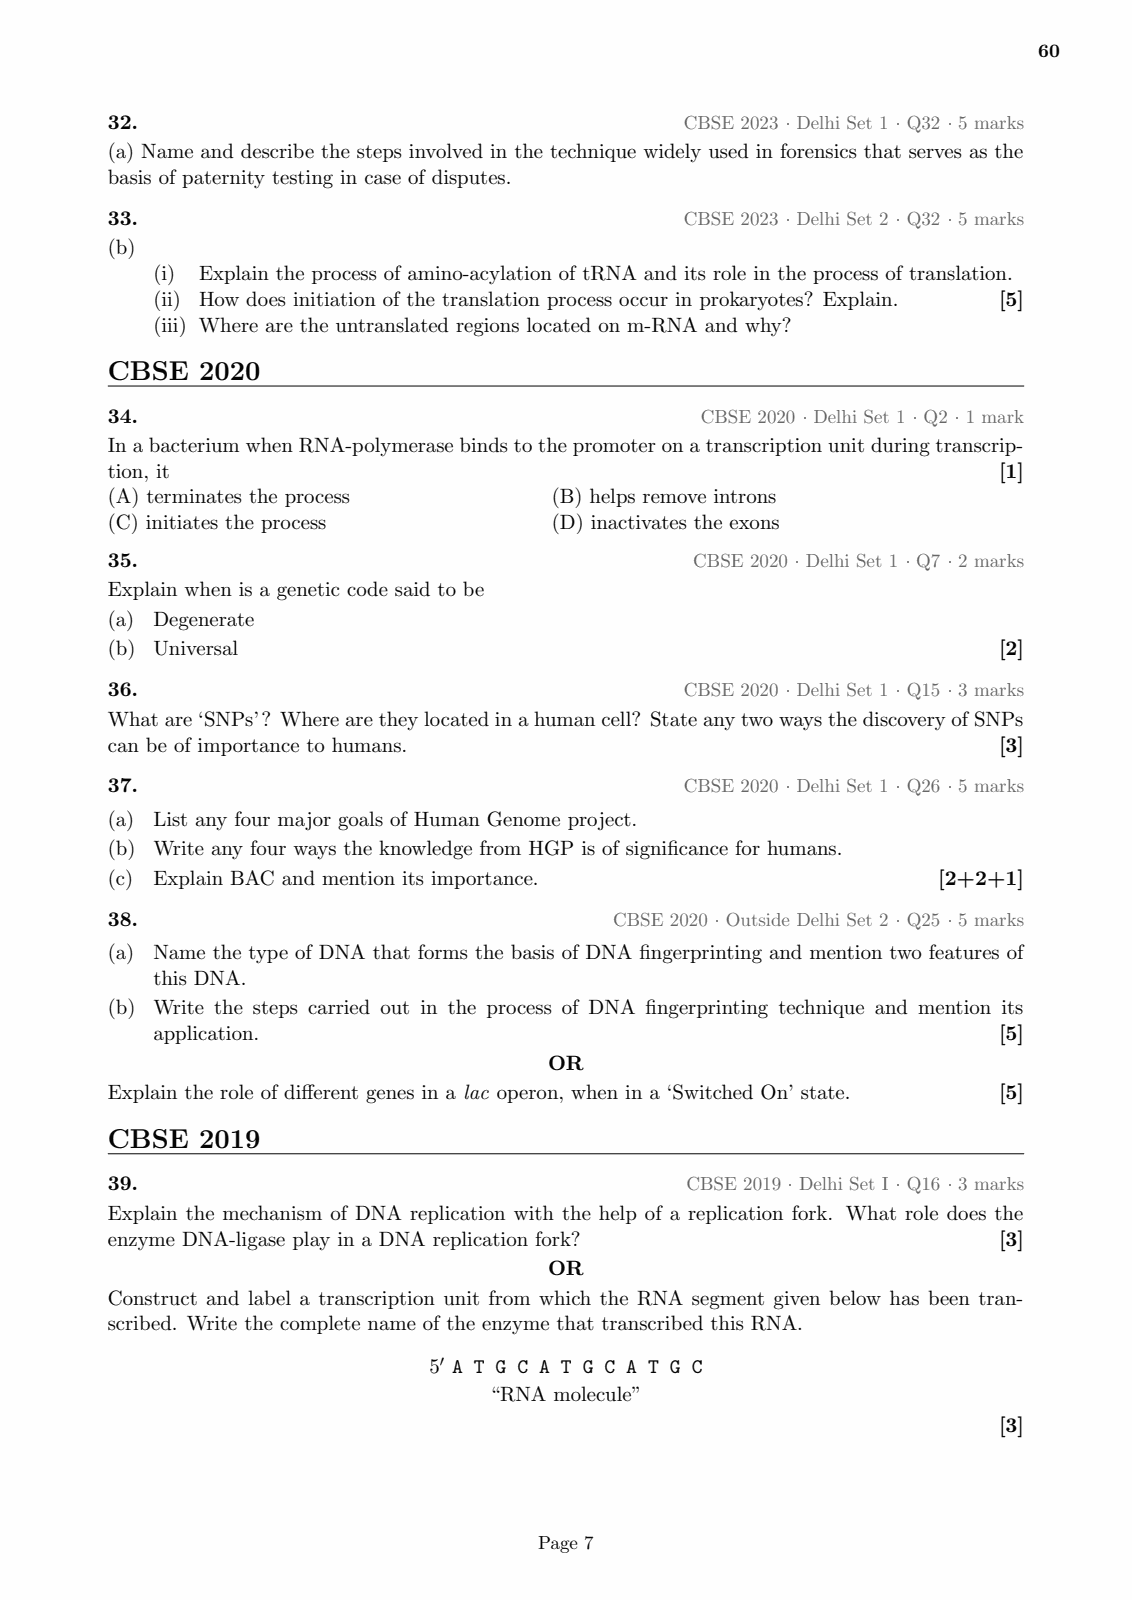 60
32. CBSE 2023 · Delhi Set 1 · Q32 · 5 marks
(a) Name and describe the steps involved in the technique widely used in forensics that serves as the
basis of paternity testing in case of disputes.
33. CBSE 2023 · Delhi Set 2 · Q32 · 5 marks
(b)
(i) Explain the process of amino-acylation of tRNA and its role in the process of translation.
(ii) How does initiation of the translation process occur in prokaryotes? Explain. [5]
(iii) Where are the untranslated regions located on m-RNA and why?
CBSE 2020
34. CBSE 2020 · Delhi Set 1 · Q2 · 1 mark
In a bacterium when RNA-polymerase binds to the promoter on a transcription unit during transcrip-
tion, it [1]
(A) terminates the process (B) helps remove introns
(C) initiates the process (D) inactivates the exons
35. CBSE 2020 · Delhi Set 1 · Q7 · 2 marks
Explain when is a genetic code said to be
(a) Degenerate
(b) Universal [2]
36. CBSE 2020 · Delhi Set 1 · Q15 · 3 marks
What are ‘SNPs’? Where are they located in a human cell? State any two ways the discovery of SNPs
can be of importance to humans. [3]
37. CBSE 2020 · Delhi Set 1 · Q26 · 5 marks
(a) List any four major goals of Human Genome project.
(b) Write any four ways the knowledge from HGP is of significance for humans.
(c) Explain BAC and mention its importance. [2+2+1]
38. CBSE 2020 · Outside Delhi Set 2 · Q25 · 5 marks
(a) Name the type of DNA that forms the basis of DNA fingerprinting and mention two features of
this DNA.
(b) Write the steps carried out in the process of DNA fingerprinting technique and mention its
application. [5]
OR
Explain the role of different genes in a lac operon, when in a ‘Switched On’ state. [5]
CBSE 2019
39. CBSE 2019 · Delhi Set I · Q16 · 3 marks
Explain the mechanism of DNA replication with the help of a replication fork. What role does the
enzyme DNA-ligase play in a DNA replication fork? [3]
OR
Construct and label a transcription unit from which the RNA segment given below has been tran-
scribed. Write the complete name of the enzyme that transcribed this RNA.
5′ A T G C A T G C A T G C
“RNA molecule”
[3]
Page 7